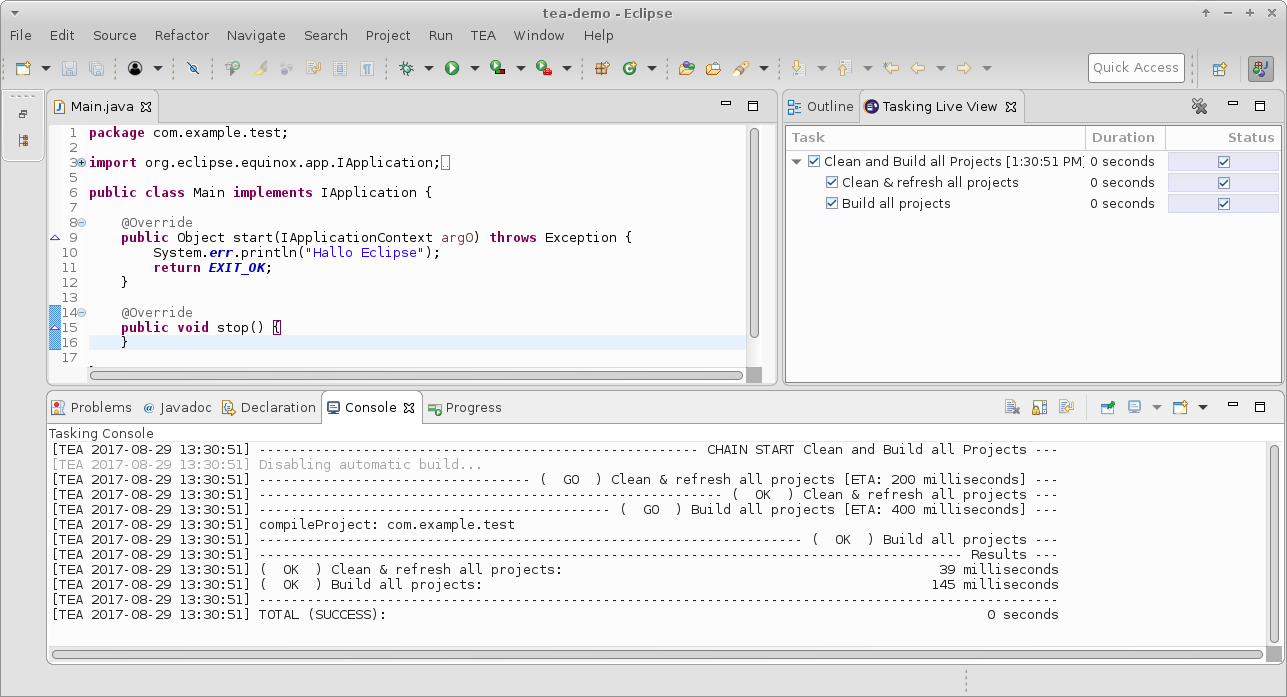 tea-demo - Eclipse
File Edit Source Refactor Navigate Search Project Run TEA Window Help
Quick Access
Main.java
1 package com.example.test;
2
3 import org.eclipse.equinox.app.IApplication;
5
6 public class Main implements IApplication {
7
8 @Override
9 public Object start(IApplicationContext arg0) throws Exception {
10 System.err.println("Hallo Eclipse");
11 return EXIT_OK;
12 }
13
14 @Override
15 public void stop() {
16 }
17
Outline Tasking Live View
Task Duration Status
Clean and Build all Projects [1:30:51 PM] 0 seconds
Clean & refresh all projects 0 seconds
Build all projects 0 seconds
Problems @ Javadoc Declaration Console Progress
Tasking Console
[TEA 2017-08-29 13:30:51] ------------------------------------------------------- CHAIN START Clean and Build all Projects ---
[TEA 2017-08-29 13:30:51] Disabling automatic build...
[TEA 2017-08-29 13:30:51] ---------------------------------- (  GO  ) Clean & refresh all projects [ETA: 200 milliseconds] ---
[TEA 2017-08-29 13:30:51] ---------------------------------------------------------- (  OK  ) Clean & refresh all projects ---
[TEA 2017-08-29 13:30:51] -------------------------------------------- (  GO  ) Build all projects [ETA: 400 milliseconds] ---
[TEA 2017-08-29 13:30:51] compileProject: com.example.test
[TEA 2017-08-29 13:30:51] -------------------------------------------------------------------- (  OK  ) Build all projects ---
[TEA 2017-08-29 13:30:51] ---------------------------------------------------------------------------------------- Results ---
[TEA 2017-08-29 13:30:51] (  OK  ) Clean & refresh all projects: 39 milliseconds
[TEA 2017-08-29 13:30:51] (  OK  ) Build all projects: 145 milliseconds
[TEA 2017-08-29 13:30:51] ----------------------------------------------------------------------------------------------------
[TEA 2017-08-29 13:30:51] TOTAL (SUCCESS): 0 seconds